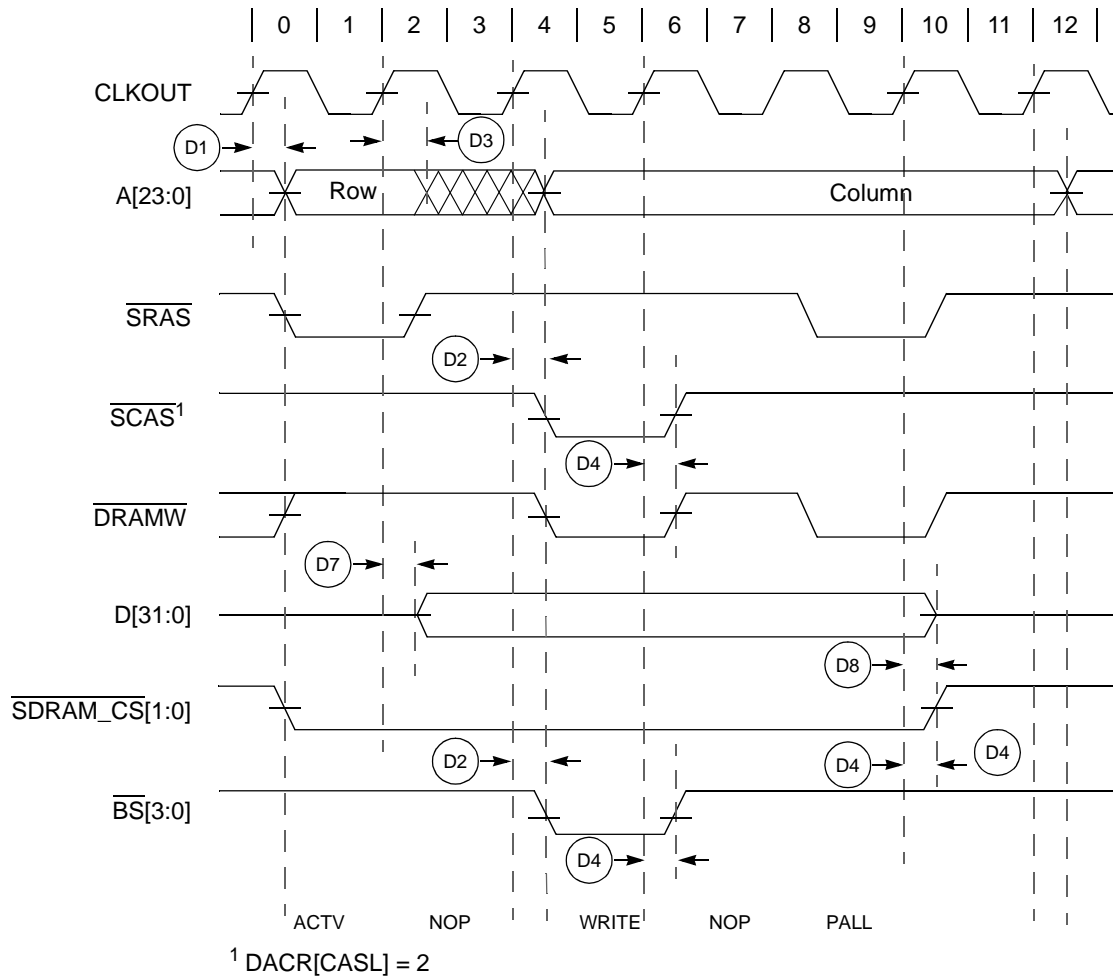 0 1 2 3 4 5 6 7 8 9 10 11 12
CLKOUT
D1
D3
A[23:0]
Row
Column
SRAS
D2
SCAS1
D4
DRAMW
D7
D[31:0]
D8
SDRAM_CS[1:0]
D2
D4
D4
BS[3:0]
D4
ACTV NOP WRITE NOP PALL
1 DACR[CASL] = 2